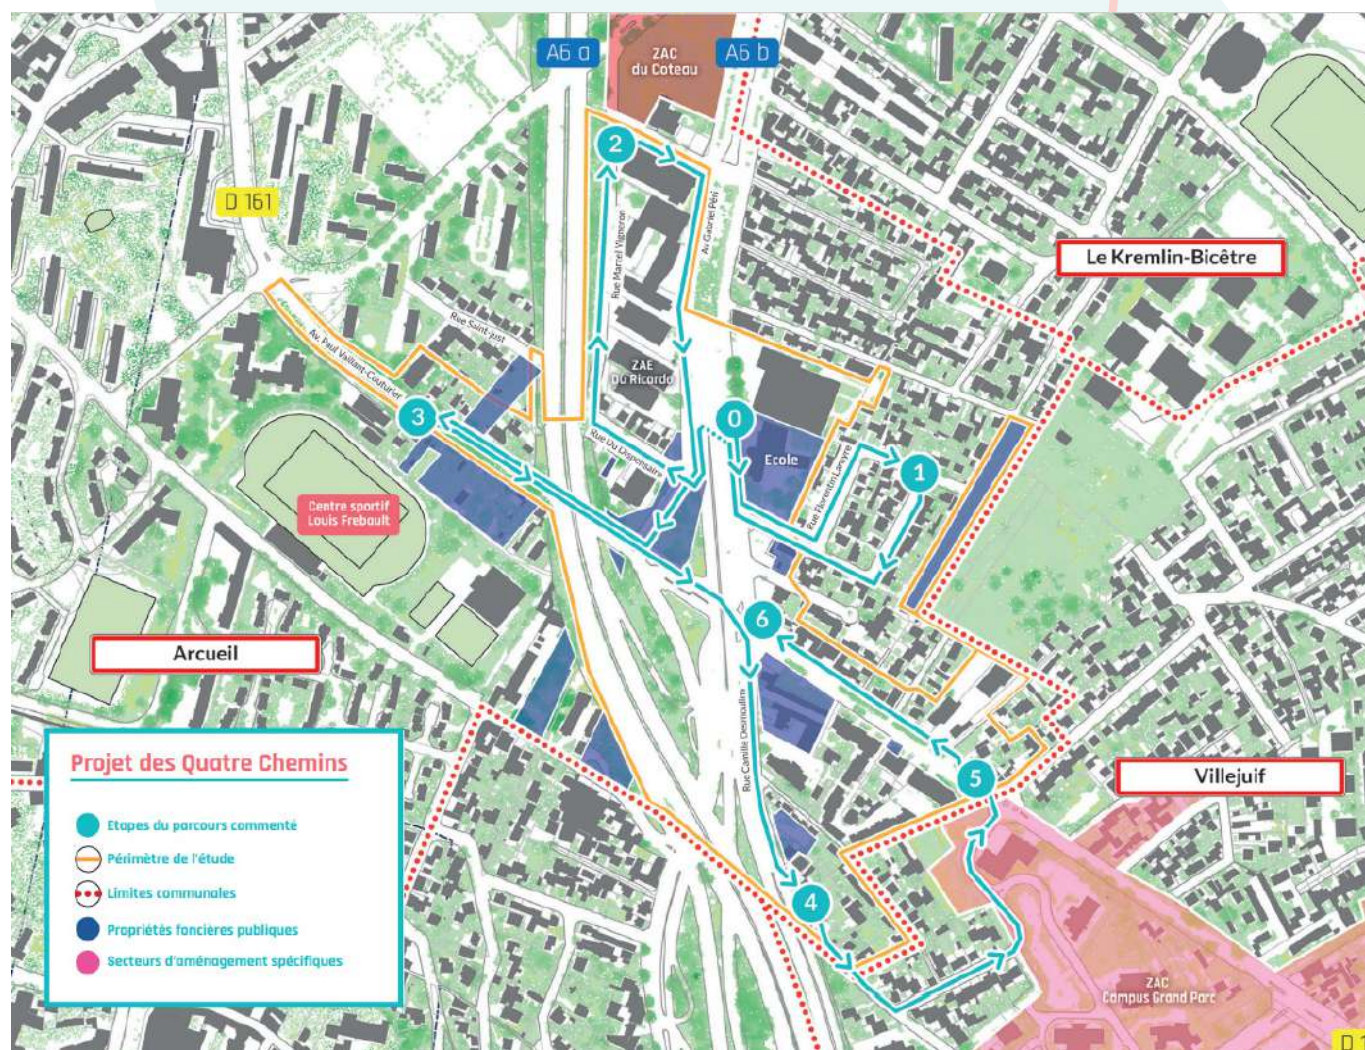 A6 a
ZAC
du Coteau
A6 b
D 161
Le Kremlin-Bicêtre
2
Rue Marcel Vigneron
Av Gabriel Péri
Rue Saint-Just
Av. Paul Vaillant-Couturier
ZAE
Du Ricardo
3
0
Rue Du Dispensaire
Ecole
Rue Florentin Lavayre
1
Centre sportif
Louis Frebault
6
Arcueil
Rue Camille Desmoulins
Villejuif
5
4
ZAC
Campus Grand Parc
Projet des Quatre Chemins
Etapes du parcours commenté
Périmètre de l'étude
Limites communales
Propriétés foncières publiques
Secteurs d'aménagement spécifiques